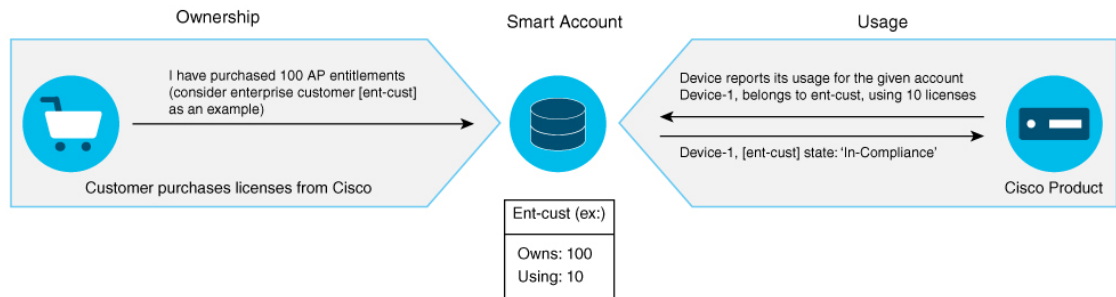 Ownership
Smart Account
Usage
I have purchased 100 AP entitlements
(consider enterprise customer [ent-cust]
as an example)
Customer purchases licenses from Cisco
Device reports its usage for the given account
Device-1, belongs to ent-cust, using 10 licenses
Device-1, [ent-cust] state: ‘In-Compliance’
Cisco Product
Ent-cust (ex:)
Owns: 100
Using: 10